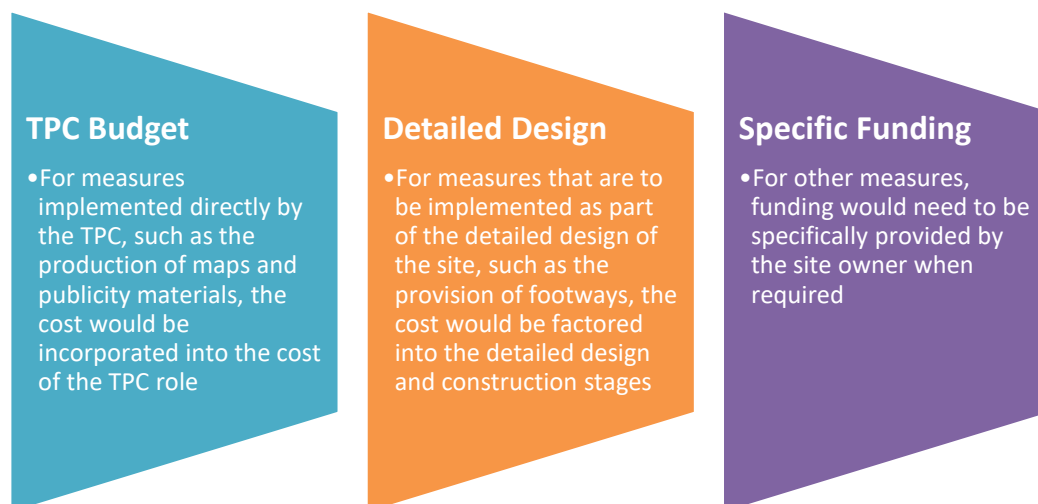 TPC Budget
•For measures
implemented directly by
the TPC, such as the
production of maps and
publicity materials, the
cost would be
incorporated into the cost
of the TPC role
Detailed Design
•For measures that are to
be implemented as part
of the detailed design of
the site, such as the
provision of footways, the
cost would be factored
into the detailed design
and construction stages
Specific Funding
•For other measures,
funding would need to be
specifically provided by
the site owner when
required